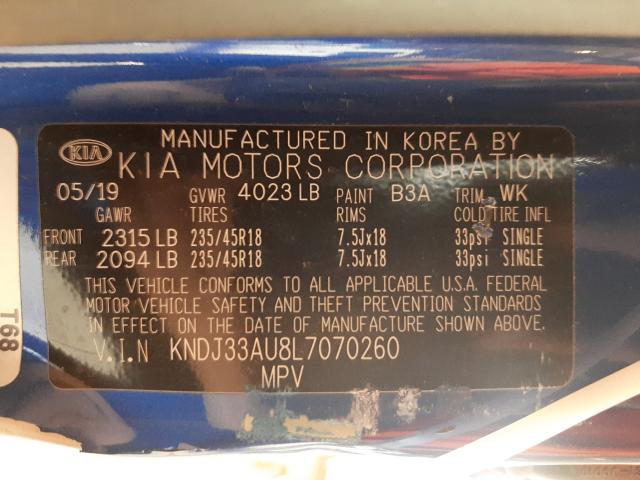 MANUFACTURED IN KOREA BY
KIA KIA MOTORS CORPORATION
05/19 GVWR 4023 LB PAINT B3A TRIM WK
GAWR TIRES RIMS COLD TIRE INFL
FRONT 2315 LB 235/45R18 7.5Jx18 33psi SINGLE
REAR 2094 LB 235/45R18 7.5Jx18 33psi SINGLE
THIS VEHICLE CONFORMS TO ALL APPLICABLE U.S.A. FEDERAL
MOTOR VEHICLE SAFETY AND THEFT PREVENTION STANDARDS
IN EFFECT ON THE DATE OF MANUFACTURE SHOWN ABOVE.
V.I.N KNDJ33AU8L7070260
MPV
T68